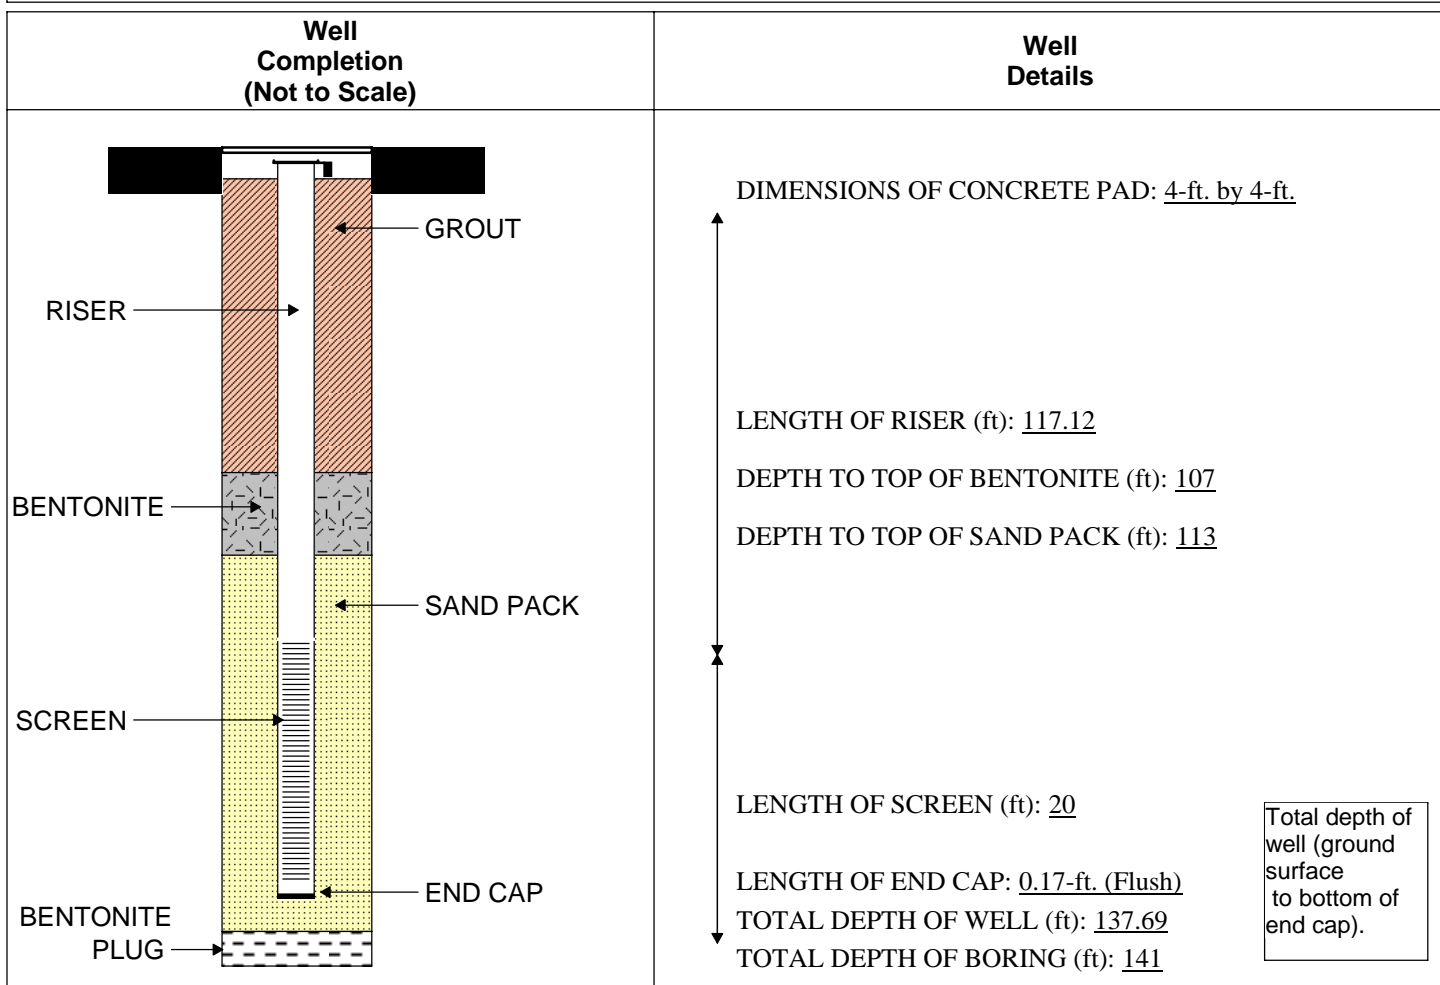 Well
Completion
(Not to Scale)
Well
Details
GROUT
RISER
BENTONITE
SAND PACK
SCREEN
END CAP
BENTONITE
PLUG
DIMENSIONS OF CONCRETE PAD: 4-ft. by 4-ft.
LENGTH OF RISER (ft): 117.12
DEPTH TO TOP OF BENTONITE (ft): 107
DEPTH TO TOP OF SAND PACK (ft): 113
LENGTH OF SCREEN (ft): 20
LENGTH OF END CAP: 0.17-ft. (Flush)
TOTAL DEPTH OF WELL (ft): 137.69
TOTAL DEPTH OF BORING (ft): 141
Total depth of
well (ground
surface
to bottom of
end cap).